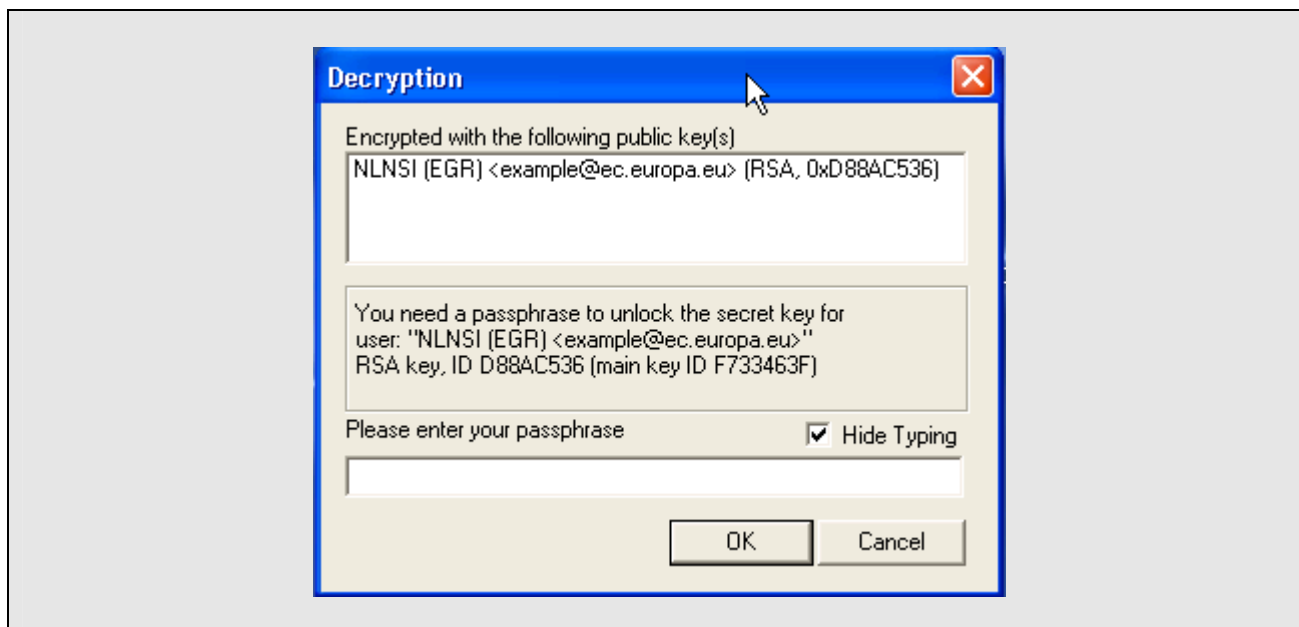 Decryption
Encrypted with the following public key(s)
NLNSI (EGR) <example@ec.europa.eu> (RSA, 0xD88AC536)
You need a passphrase to unlock the secret key for
user: "NLNSI (EGR) <example@ec.europa.eu>"
RSA key, ID D88AC536 (main key ID F733463F)
Please enter your passphrase
Hide Typing
OK
Cancel